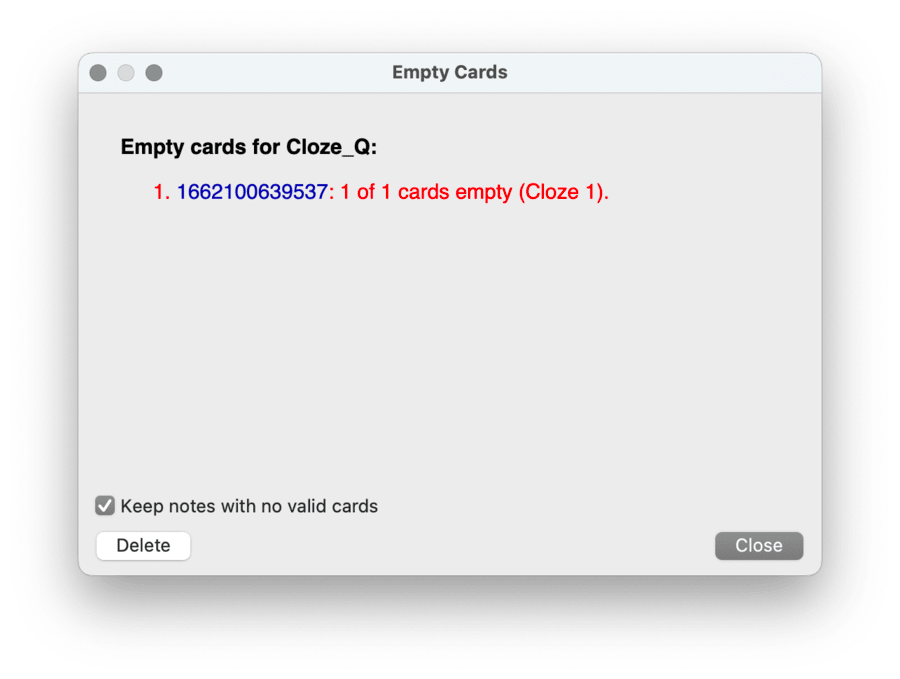 Empty Cards
Empty cards for Cloze_Q:
1. 1662100639537: 1 of 1 cards empty (Cloze 1).
Keep notes with no valid cards
Delete
Close